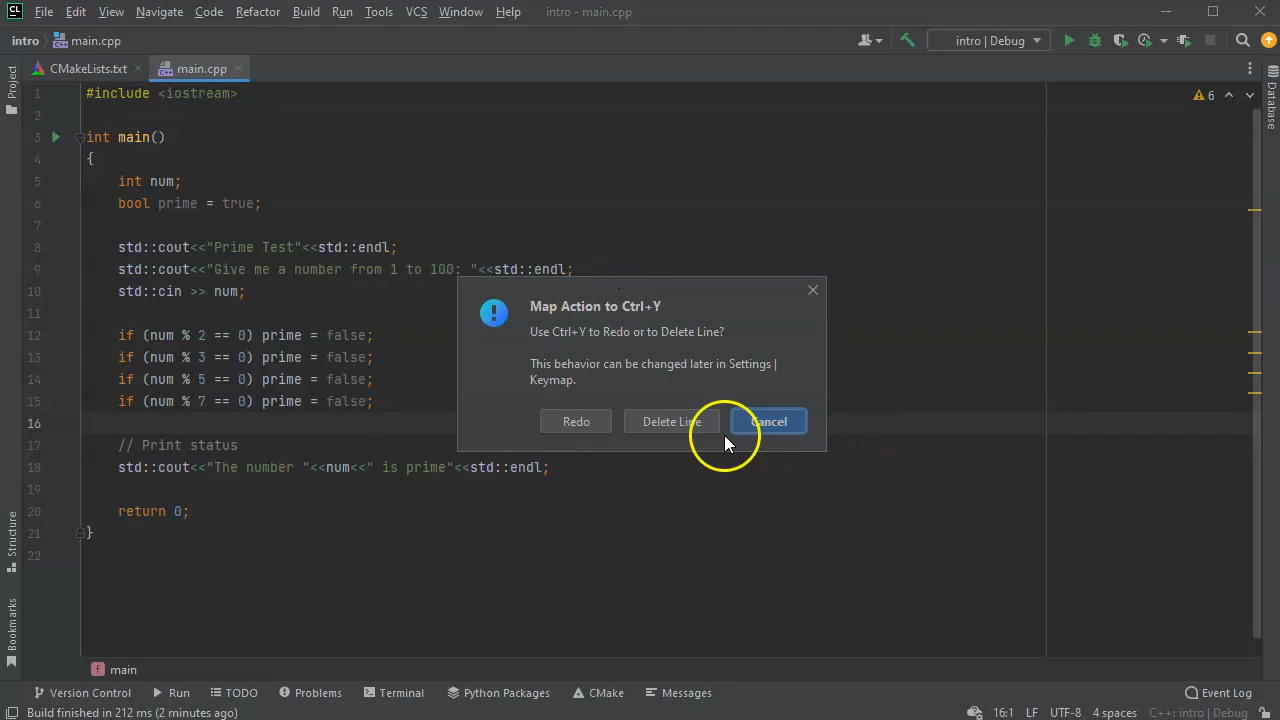 CL File Edit View Navigate Code Refactor Build Run Tools VCS Window Help intro - main.cpp
intro main.cpp intro | Debug
CMakeLists.txt main.cpp
Project
Structure
Bookmarks
Database
6
1 #include <iostream>
2
3 int main()
4 {
5 int num;
6 bool prime = true;
7
8 std::cout<<"Prime Test"<<std::endl;
9 std::cout<<"Give me a number from 1 to 100: "<<std::endl;
10 std::cin >> num;
11
12 if (num % 2 == 0) prime = false;
13 if (num % 3 == 0) prime = false;
14 if (num % 5 == 0) prime = false;
15 if (num % 7 == 0) prime = false;
16
17 // Print status
18 std::cout<<"The number "<<num<<" is prime"<<std::endl;
19
20 return 0;
21 }
22
Map Action to Ctrl+Y
Use Ctrl+Y to Redo or to Delete Line?
This behavior can be changed later in Settings |
Keymap.
Redo Delete Line Cancel
f main
Version Control Run TODO Problems Terminal Python Packages CMake Messages Event Log
Build finished in 212 ms (2 minutes ago) 16:1 LF UTF-8 4 spaces C++: intro | Debug